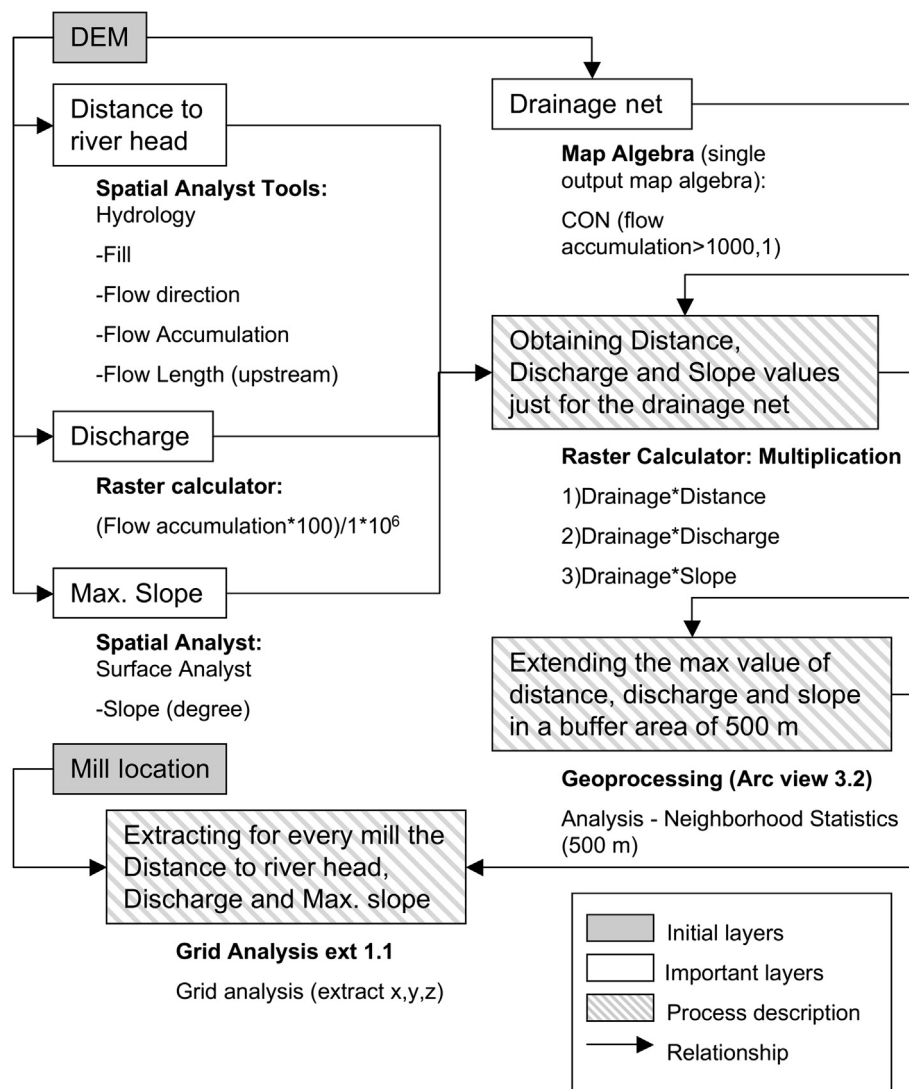 DEM
Distance to
river head
Spatial Analyst Tools:
Hydrology
-Fill
-Flow direction
-Flow Accumulation
-Flow Length (upstream)
Discharge
Raster calculator:
(Flow accumulation*100)/1*10⁶
Max. Slope
Spatial Analyst:
Surface Analyst
-Slope (degree)
Drainage net
Map Algebra (single
output map algebra):
CON (flow
accumulation>1000,1)
Obtaining Distance,
Discharge and Slope values
just for the drainage net
Raster Calculator: Multiplication
1)Drainage*Distance
2)Drainage*Discharge
3)Drainage*Slope
Extending the max value of
distance, discharge and slope
in a buffer area of 500 m
Geoprocessing (Arc view 3.2)
Analysis - Neighborhood Statistics
(500 m)
Mill location
Extracting for every mill the
Distance to river head,
Discharge and Max. slope
Grid Analysis ext 1.1
Grid analysis (extract x,y,z)
Initial layers
Important layers
Process description
Relationship